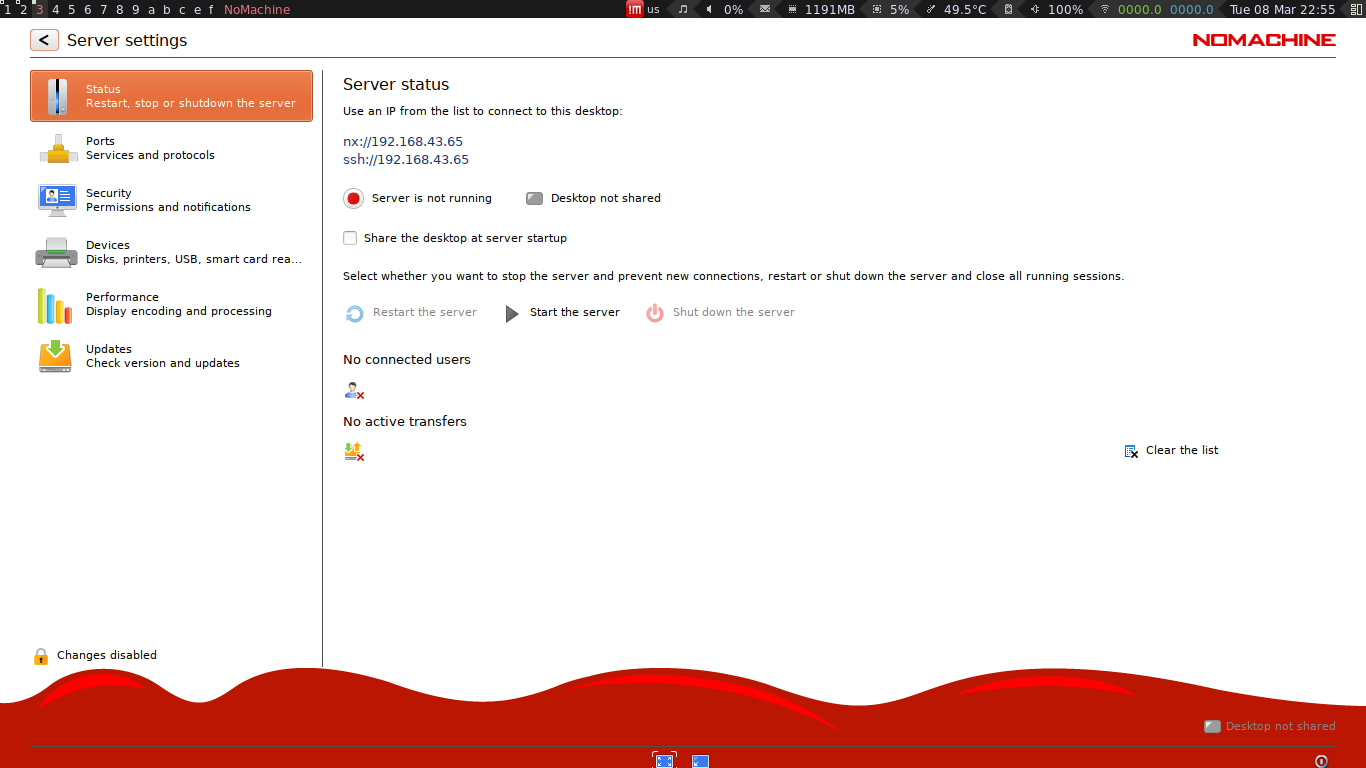 1 2 3 4 5 6 7 8 9 a b c e f NoMachine
!m us 0% 1191MB 5% 49.5°C 100% 0000.0 0000.0 Tue 08 Mar 22:55
< Server settings
NOMACHINE
Status
Restart, stop or shutdown the server
Ports
Services and protocols
Security
Permissions and notifications
Devices
Disks, printers, USB, smart card rea...
Performance
Display encoding and processing
Updates
Check version and updates
Changes disabled
Server status
Use an IP from the list to connect to this desktop:
nx://192.168.43.65
ssh://192.168.43.65
Server is not running
Desktop not shared
Share the desktop at server startup
Select whether you want to stop the server and prevent new connections, restart or shut down the server and close all running sessions.
Restart the server
Start the server
Shut down the server
No connected users
No active transfers
Clear the list
Desktop not shared